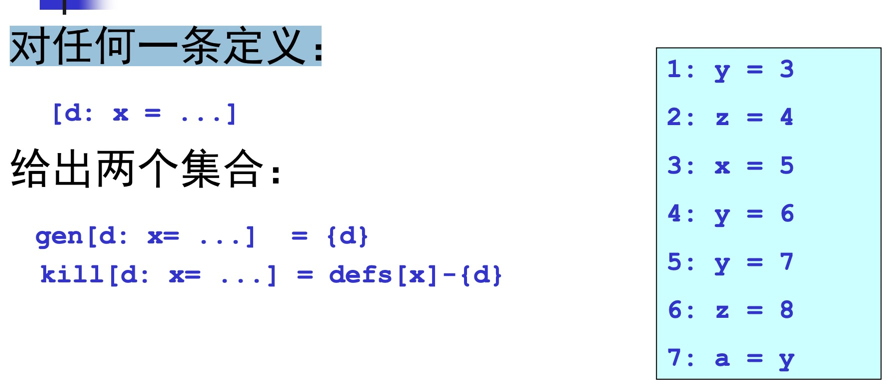 对任何一条定义：
[d: x = ...]
给出两个集合：
gen[d: x= ...] = {d}
kill[d: x= ...] = defs[x]-{d}
1: y = 3
2: z = 4
3: x = 5
4: y = 6
5: y = 7
6: z = 8
7: a = y